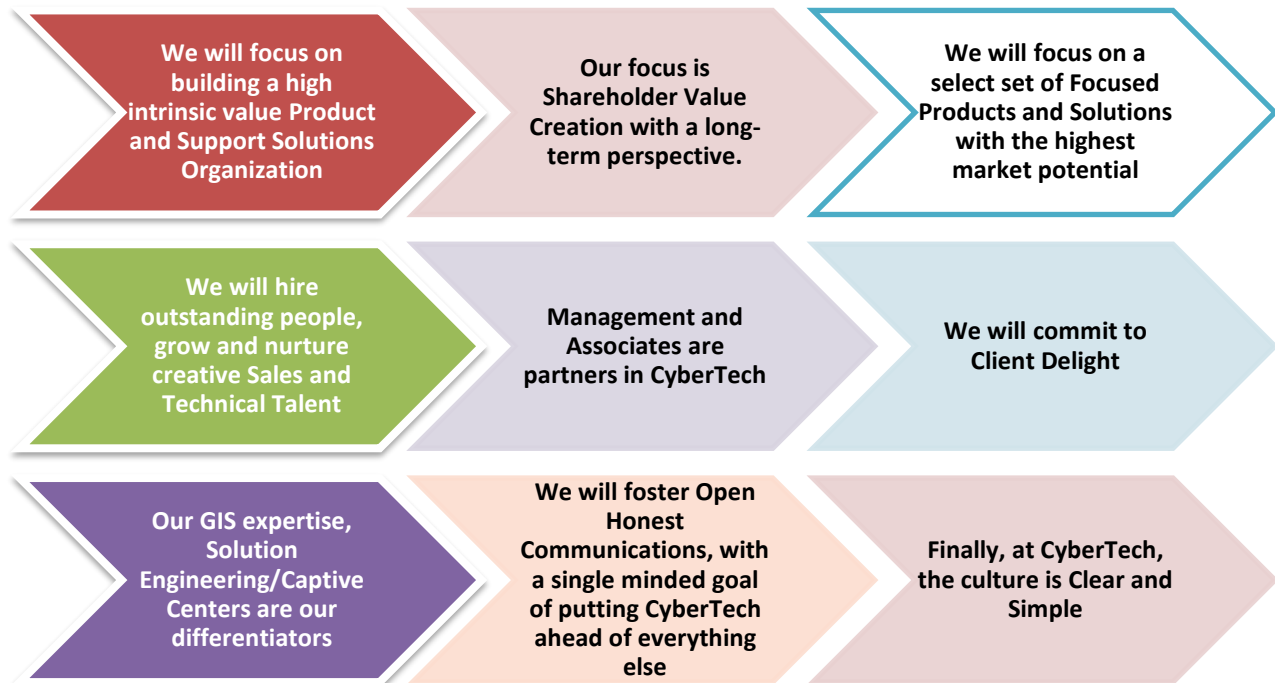 We will focus on
building a high
intrinsic value Product
and Support Solutions
Organization
Our focus is
Shareholder Value
Creation with a long-
term perspective.
We will focus on a
select set of Focused
Products and Solutions
with the highest
market potential
We will hire
outstanding people,
grow and nurture
creative Sales and
Technical Talent
Management and
Associates are
partners in CyberTech
We will commit to
Client Delight
Our GIS expertise,
Solution
Engineering/Captive
Centers are our
differentiators
We will foster Open
Honest
Communications, with
a single minded goal
of putting CyberTech
ahead of everything
else
Finally, at CyberTech,
the culture is Clear and
Simple